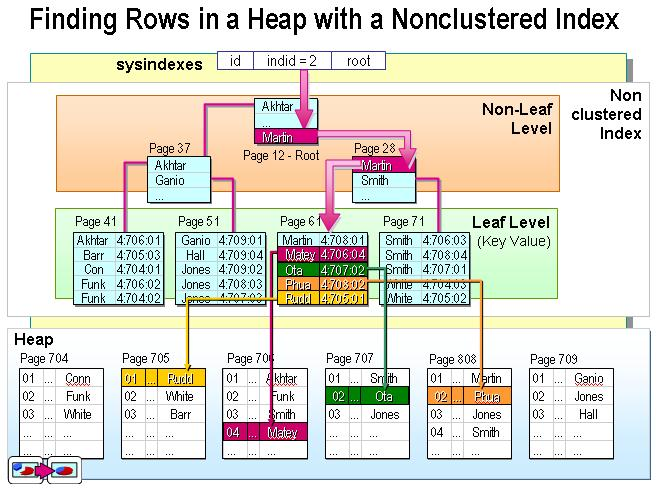 Finding Rows in a Heap with a Nonclustered Index
sysindexes
id indid = 2 root
Non clustered Index
Non-Leaf Level
Akhtar
...
Martin
Page 12 - Root
Page 37
Akhtar
Ganio
...
Page 28
Martin
Smith
...
Leaf Level
(Key Value)
Page 41
Akhtar 4:706:01
Barr 4:705:03
Con 4:704:01
Funk 4:706:02
Funk 4:704:02
Page 51
Ganio 4:709:01
Hall 4:709:04
Jones 4:709:02
Jones 4:708:03
Jones 4:707:03
Page 61
Martin 4:708:01
Matey 4:706:04
Ota 4:707:02
Phua 4:708:02
Rudd 4:705:01
Page 71
Smith 4:706:03
Smith 4:708:04
Smith 4:707:01
White 4:704:03
White 4:705:02
Heap
Page 704
01 ... Conn
02 ... Funk
03 ... White
... ... ...
... ... ...
Page 705
01 ... Rudd
02 ... White
03 ... Barr
... ... ...
... ... ...
Page 706
01 ... Akhtar
02 ... Funk
03 ... Smith
04 ... Matey
... ... ...
Page 707
01 ... Smith
02 ... Ota
03 ... Jones
... ... ...
... ... ...
Page 808
01 ... Martin
02 ... Phua
03 ... Jones
04 ... Smith
... ... ...
Page 709
01 ... Ganio
02 ... Jones
03 ... Hall
... ... ...
... ... ...